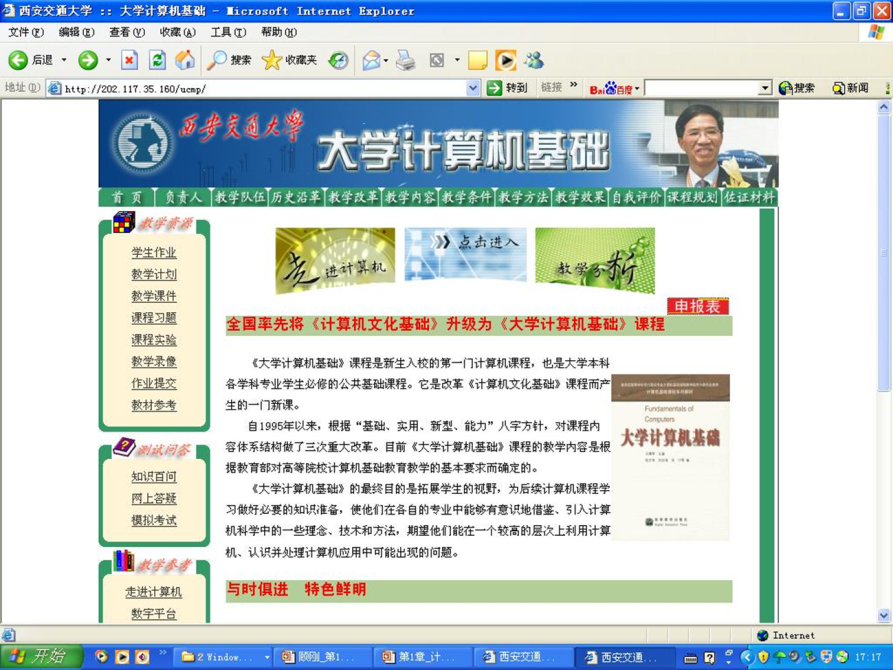 西安交通大学 :: 大学计算机基础 - Microsoft Internet Explorer
文件(F) 编辑(E) 查看(V) 收藏(A) 工具(T) 帮助(H)
后退 搜索 收藏夹
地址(D) http://202.117.35.160/ucmp/ 转到 链接 » Bai百度 搜索 新闻
西安交通大学
大学计算机基础
首页 负责人 教学队伍 历史沿革 教学改革 教学内容 教学条件 教学方法 教学效果 自我评价 课程规划 佐证材料
教学资源
学生作业
教学计划
教学课件
课程习题
课程实验
教学录像
作业提交
教材参考
测试问答
知识百问
网上答疑
模拟考试
教学参考
走进计算机
数字平台
走进计算机 点击进入 教学分析
申报表
全国率先将《计算机文化基础》升级为《大学计算机基础》课程
《大学计算机基础》课程是新生入校的第一门计算机课程，也是大学本科
各学科专业学生必修的公共基础课程。它是改革《计算机文化基础》课程而产
生的一门新课。
自1995年以来，根据“基础、实用、新型、能力”八字方针，对课程内
容体系结构做了三次重大改革。目前《大学计算机基础》课程的教学内容是根
据教育部对高等院校计算机基础教育教学的基本要求而确定的。
《大学计算机基础》的最终目的是拓展学生的视野，为后续计算机课程学
习做好必要的知识准备，使他们在各自的专业中能够有意识地借鉴、引入计算
机科学中的一些理念、技术和方法，期望他们能在一个较高的层次上利用计算
机、认识并处理计算机应用中可能出现的问题。
Fundamentals of
Computers
大学计算机基础
与时俱进 特色鲜明
Internet
开始 » 2 Window... 顾刚_第1... 第1章_计... 西安交通... 西安交通... 17:17